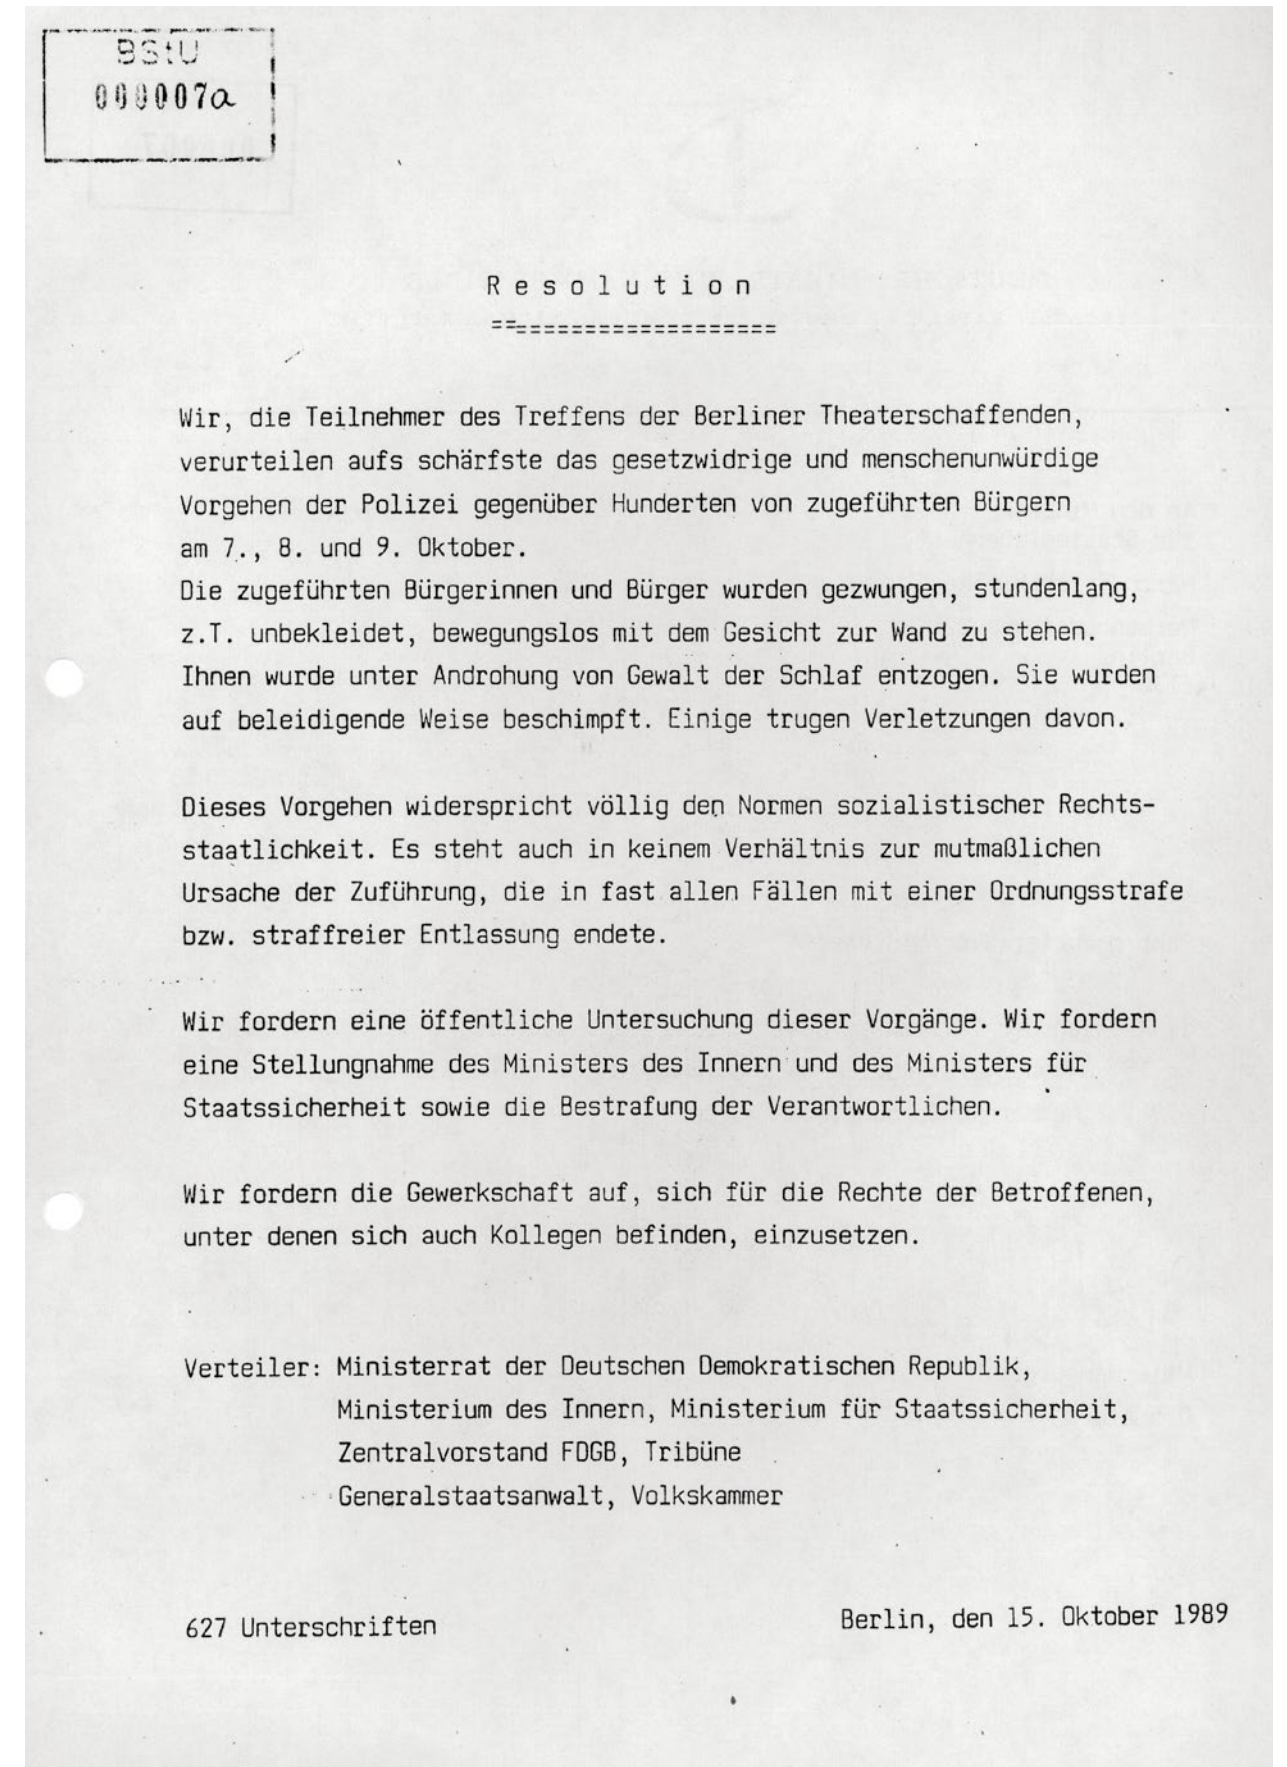 BStU
000007a
Resolution
====================
Wir, die Teilnehmer des Treffens der Berliner Theaterschaffenden,
verurteilen aufs schärfste das gesetzwidrige und menschenunwürdige
Vorgehen der Polizei gegenüber Hunderten von zugeführten Bürgern
am 7., 8. und 9. Oktober.
Die zugeführten Bürgerinnen und Bürger wurden gezwungen, stundenlang,
z.T. unbekleidet, bewegungslos mit dem Gesicht zur Wand zu stehen.
Ihnen wurde unter Androhung von Gewalt der Schlaf entzogen. Sie wurden
auf beleidigende Weise beschimpft. Einige trugen Verletzungen davon.
Dieses Vorgehen widerspricht völlig den Normen sozialistischer Rechts-
staatlichkeit. Es steht auch in keinem Verhältnis zur mutmaßlichen
Ursache der Zuführung, die in fast allen Fällen mit einer Ordnungsstrafe
bzw. straffreier Entlassung endete.
Wir fordern eine öffentliche Untersuchung dieser Vorgänge. Wir fordern
eine Stellungnahme des Ministers des Innern und des Ministers für
Staatssicherheit sowie die Bestrafung der Verantwortlichen.
Wir fordern die Gewerkschaft auf, sich für die Rechte der Betroffenen,
unter denen sich auch Kollegen befinden, einzusetzen.
Verteiler: Ministerrat der Deutschen Demokratischen Republik,
Ministerium des Innern, Ministerium für Staatssicherheit,
Zentralvorstand FDGB, Tribüne
Generalstaatsanwalt, Volkskammer
627 Unterschriften
Berlin, den 15. Oktober 1989